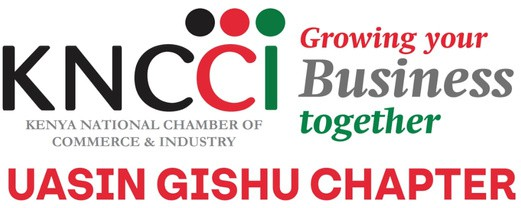 KNCCI
KENYA NATIONAL CHAMBER OF
COMMERCE & INDUSTRY
Growing your
Business
together
UASIN GISHU CHAPTER